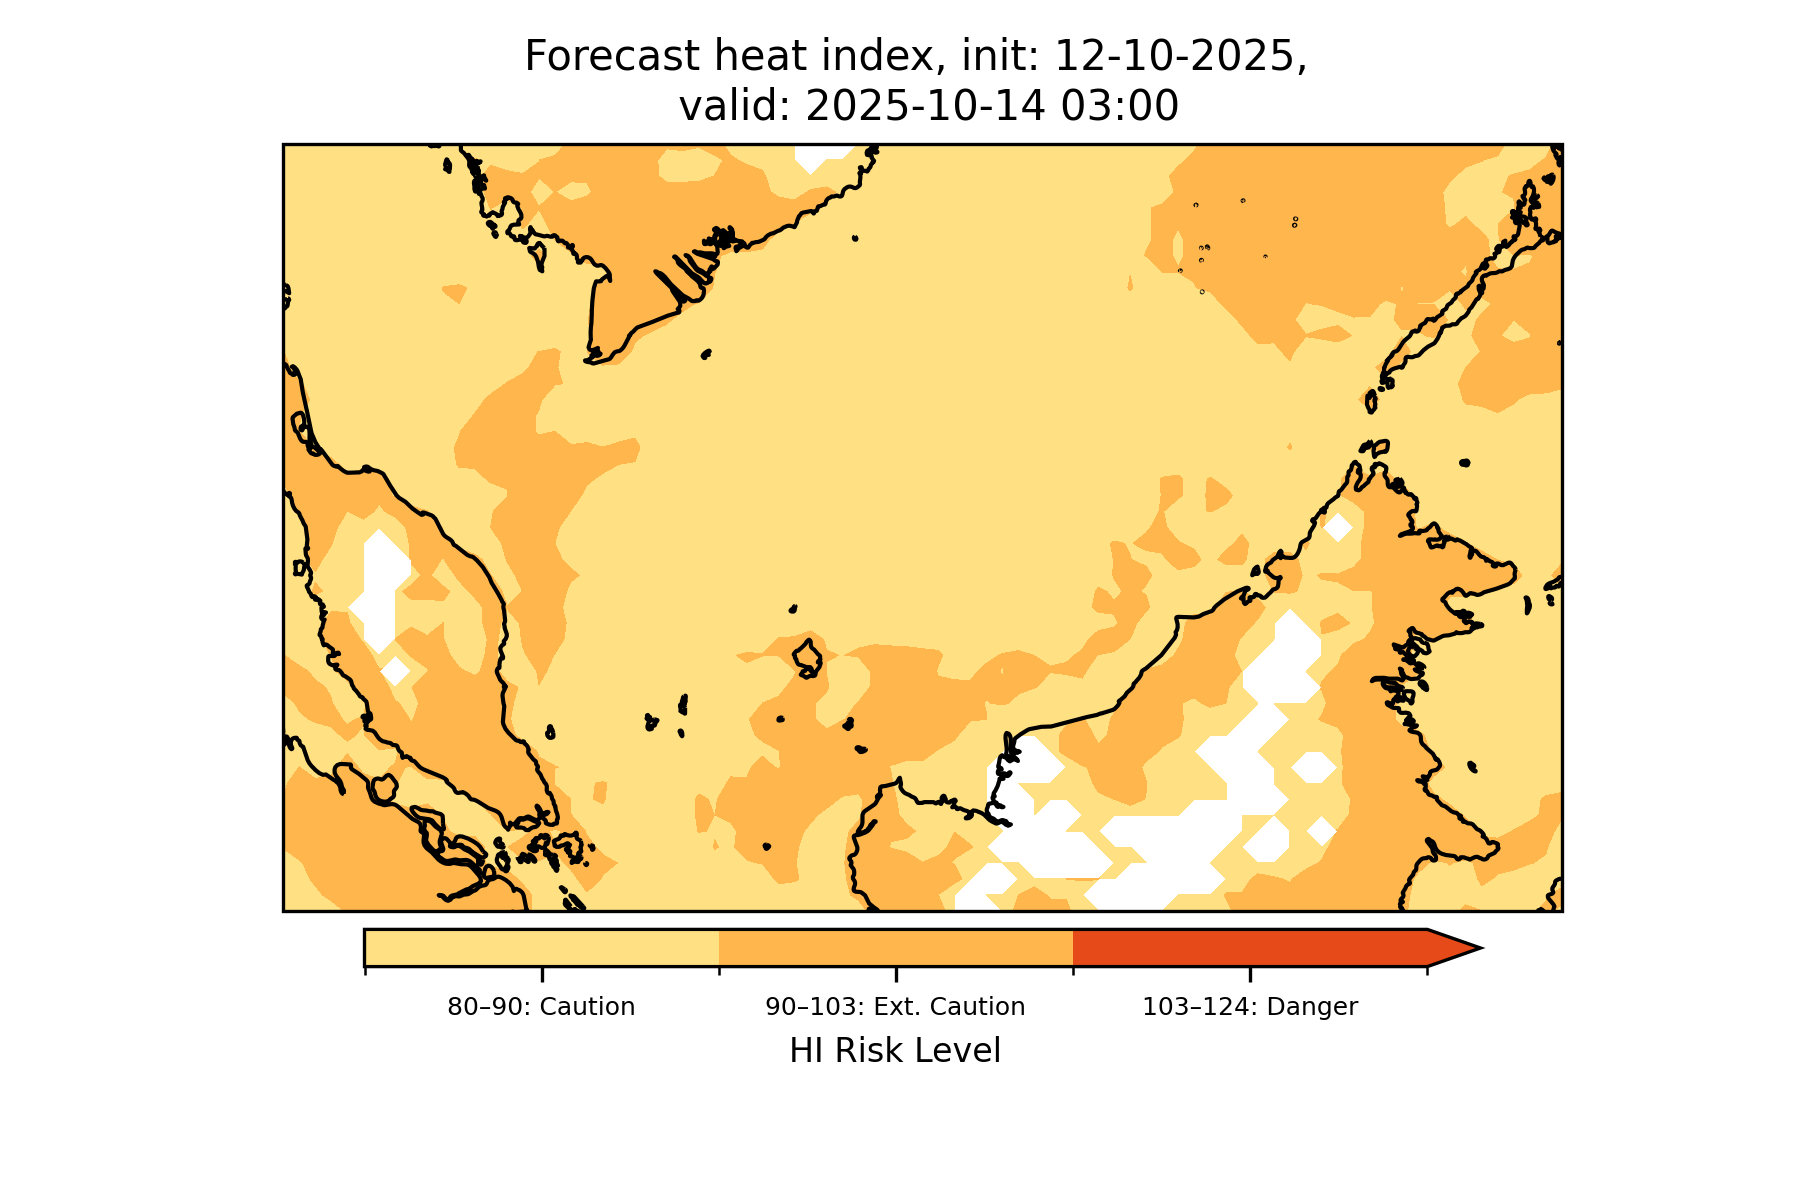 Forecast heat index, init: 12-10-2025,
valid: 2025-10-14 03:00
80–90: Caution
90–103: Ext. Caution
103–124: Danger
HI Risk Level